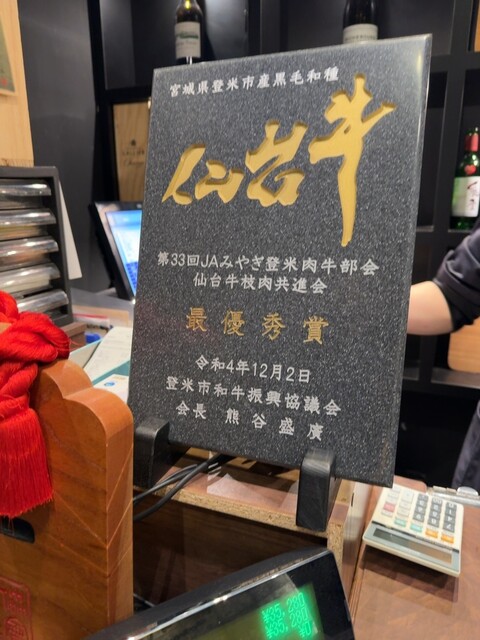 宮城県登米市産黒毛和種
仙台牛
第33回JAみやぎ登米肉牛部会
仙台牛枝肉共進会
最優秀賞
令和4年12月2日
登米市和牛振興協議会
会長 熊谷盛廣